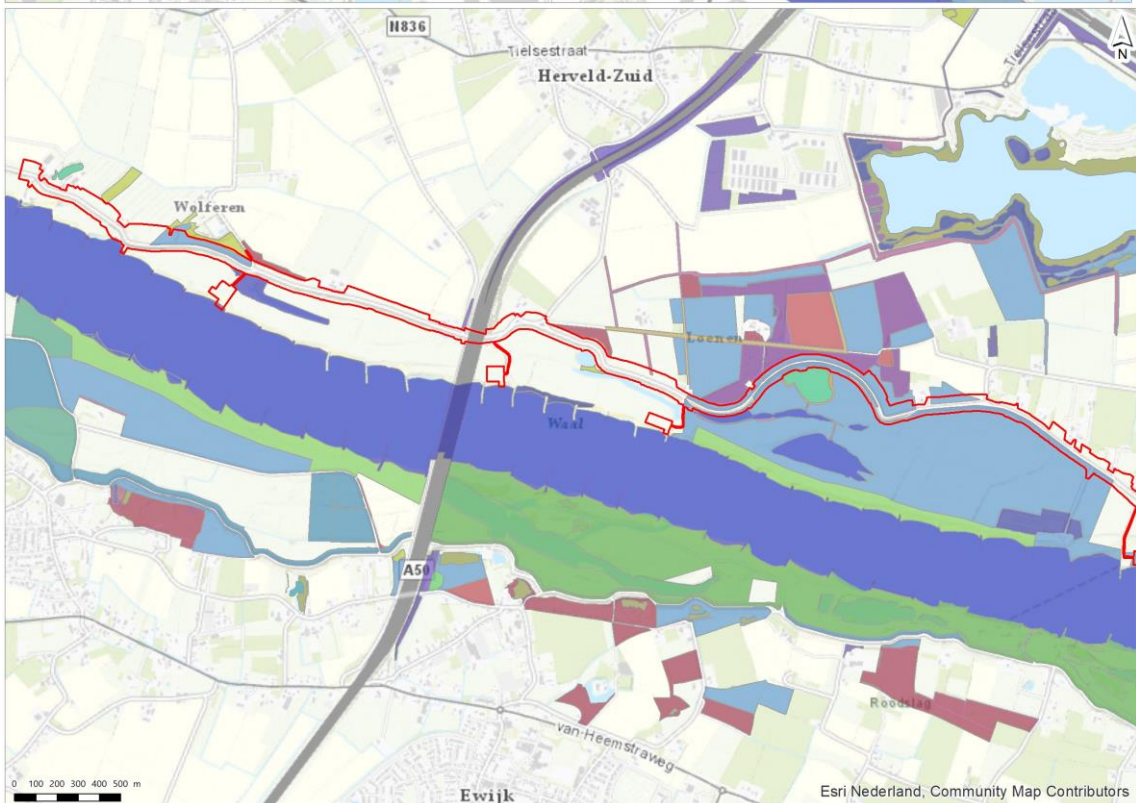 N836
Tielsestraat
Tielsestr
Herveld-Zuid
N
Wolferen
Loenen
Waal
A50
Roodslag
van-Heemstraweg
Ewijk
0 100 200 300 400 500 m
Esri Nederland, Community Map Contributors